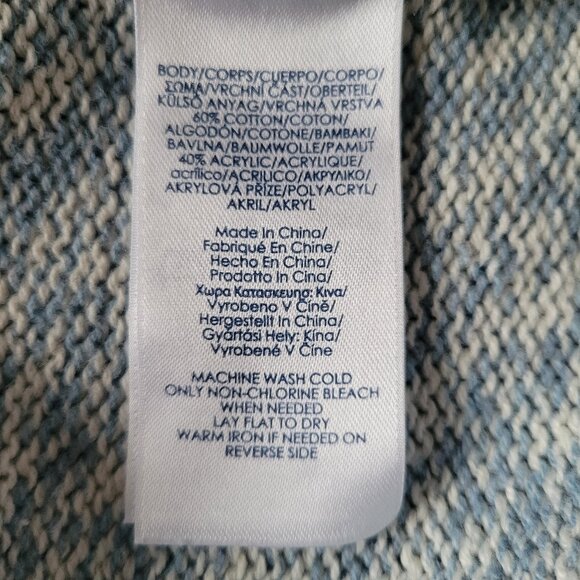 BODY/CORPS/CUERPO/CORPO/
ΣΩΜΑ/VRCHNÍ ČÁST/OBERTEIL/
KÜLSŐ ANYAG/VRCHNÁ VRSTVA
60% COTTON/COTON/
ALGODÓN/COTONE/ΒΑΜΒΑΚΙ/
BAVLNA/BAUMWOLLE/PAMUT
40% ACRYLIC/ACRYLIQUE/
acrílico/ACRILICO/ΑΚΡΥΛΙΚΟ/
AKRYLOVÁ PŘÍZE/POLYACRYL/
AKRIL/AKRYL
Made In China/
Fabriqué En Chine/
Hecho En China/
Prodotto In Cina/
Χωρα Κατασκευησ: Κινα/
Vyrobeno V Číně/
Hergestellt In China/
Gyártási Hely: Kína/
Vyrobené V Číne
MACHINE WASH COLD
ONLY NON-CHLORINE BLEACH
WHEN NEEDED
LAY FLAT TO DRY
WARM IRON IF NEEDED ON
REVERSE SIDE